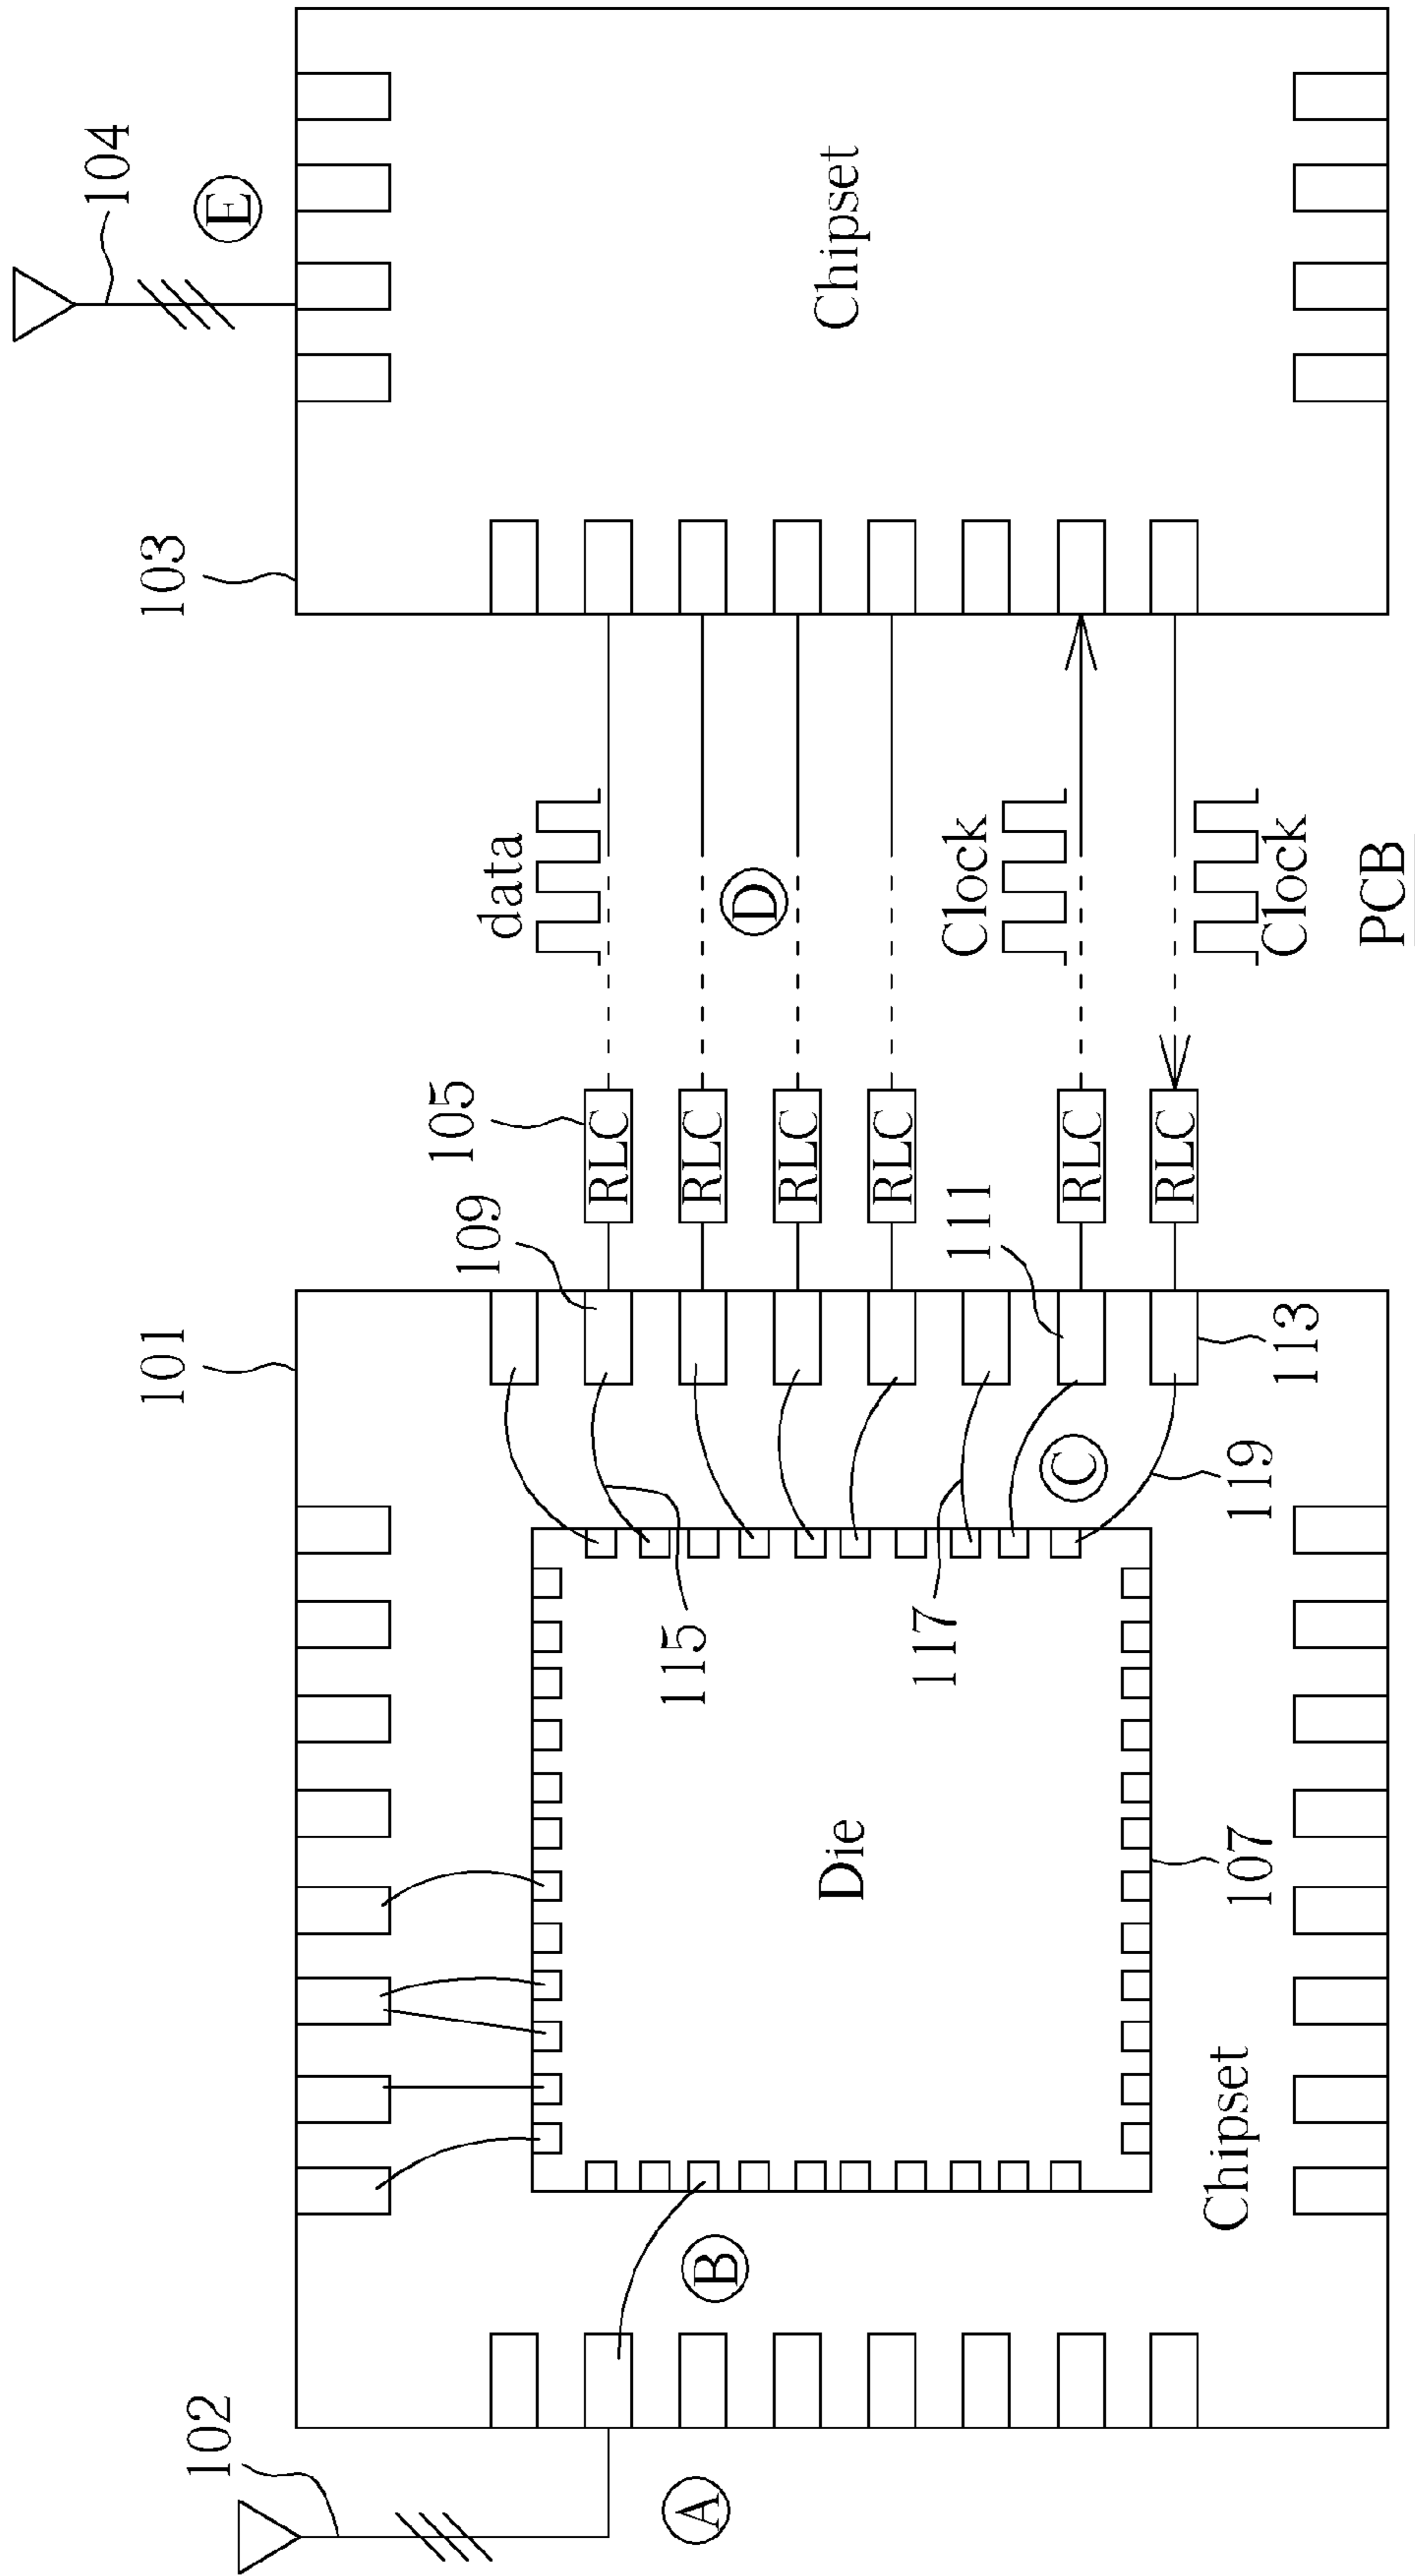 102
A
101
103
104
E
B
C
D
109
105
data
RLC
RLC
RLC
RLC
111
RLC
Clock
RLC
Clock
113
115
117
119
Die
107
Chipset
Chipset
PCB